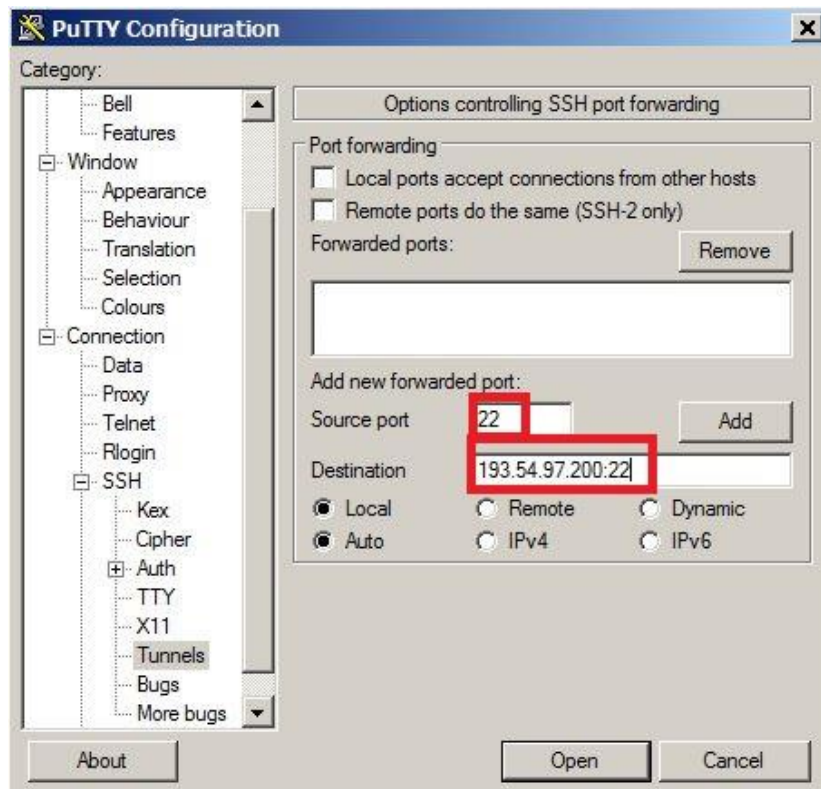 PuTTY Configuration
Category:
Bell
Features
Window
Appearance
Behaviour
Translation
Selection
Colours
Connection
Data
Proxy
Telnet
Rlogin
SSH
Kex
Cipher
Auth
TTY
X11
Tunnels
Bugs
More bugs
Options controlling SSH port forwarding
Port forwarding
Local ports accept connections from other hosts
Remote ports do the same (SSH-2 only)
Forwarded ports:
Remove
Add new forwarded port:
Source port 22 Add
Destination 193.54.97.200:22
Local Remote Dynamic
Auto IPv4 IPv6
About Open Cancel